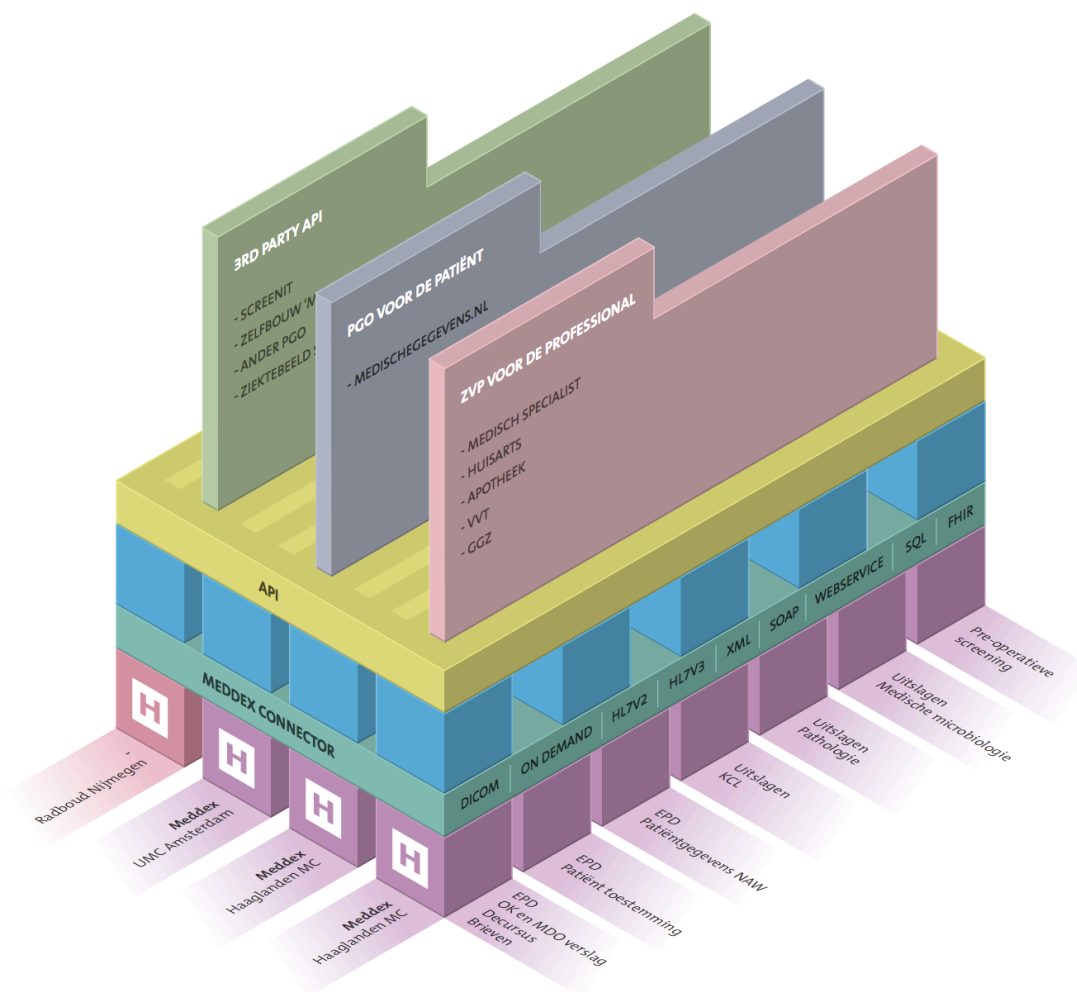 3RD PARTY API
- SCREENIT
- ZELFBOUW 'M
- ANDER PGO
- ZIEKTEBEELD
PGO VOOR DE PATIËNT
- MEDISCHEGEGEVENS.NL
ZVP VOOR DE PROFESSIONAL
- MEDISCH SPECIALIST
- HUISARTS
- APOTHEEK
- VVT
- GGZ
API
MEDDEX CONNECTOR
DICOM
ON DEMAND
HL7V2
HL7V3
XML
SOAP
WEBSERVICE
SQL
FHIR
H
H
H
H
-
Radboud Nijmegen
Meddex
UMC Amsterdam
Meddex
Haaglanden MC
Meddex
Haaglanden MC
EPD
OK en MDO verslag
Decursus
Brieven
EPD
Patiënt toestemming
EPD
Patiëntgegevens NAW
Uitslagen
KCL
Uitslagen
Pathologie
Uitslagen
Medische microbiologie
Pre-operatieve
screening